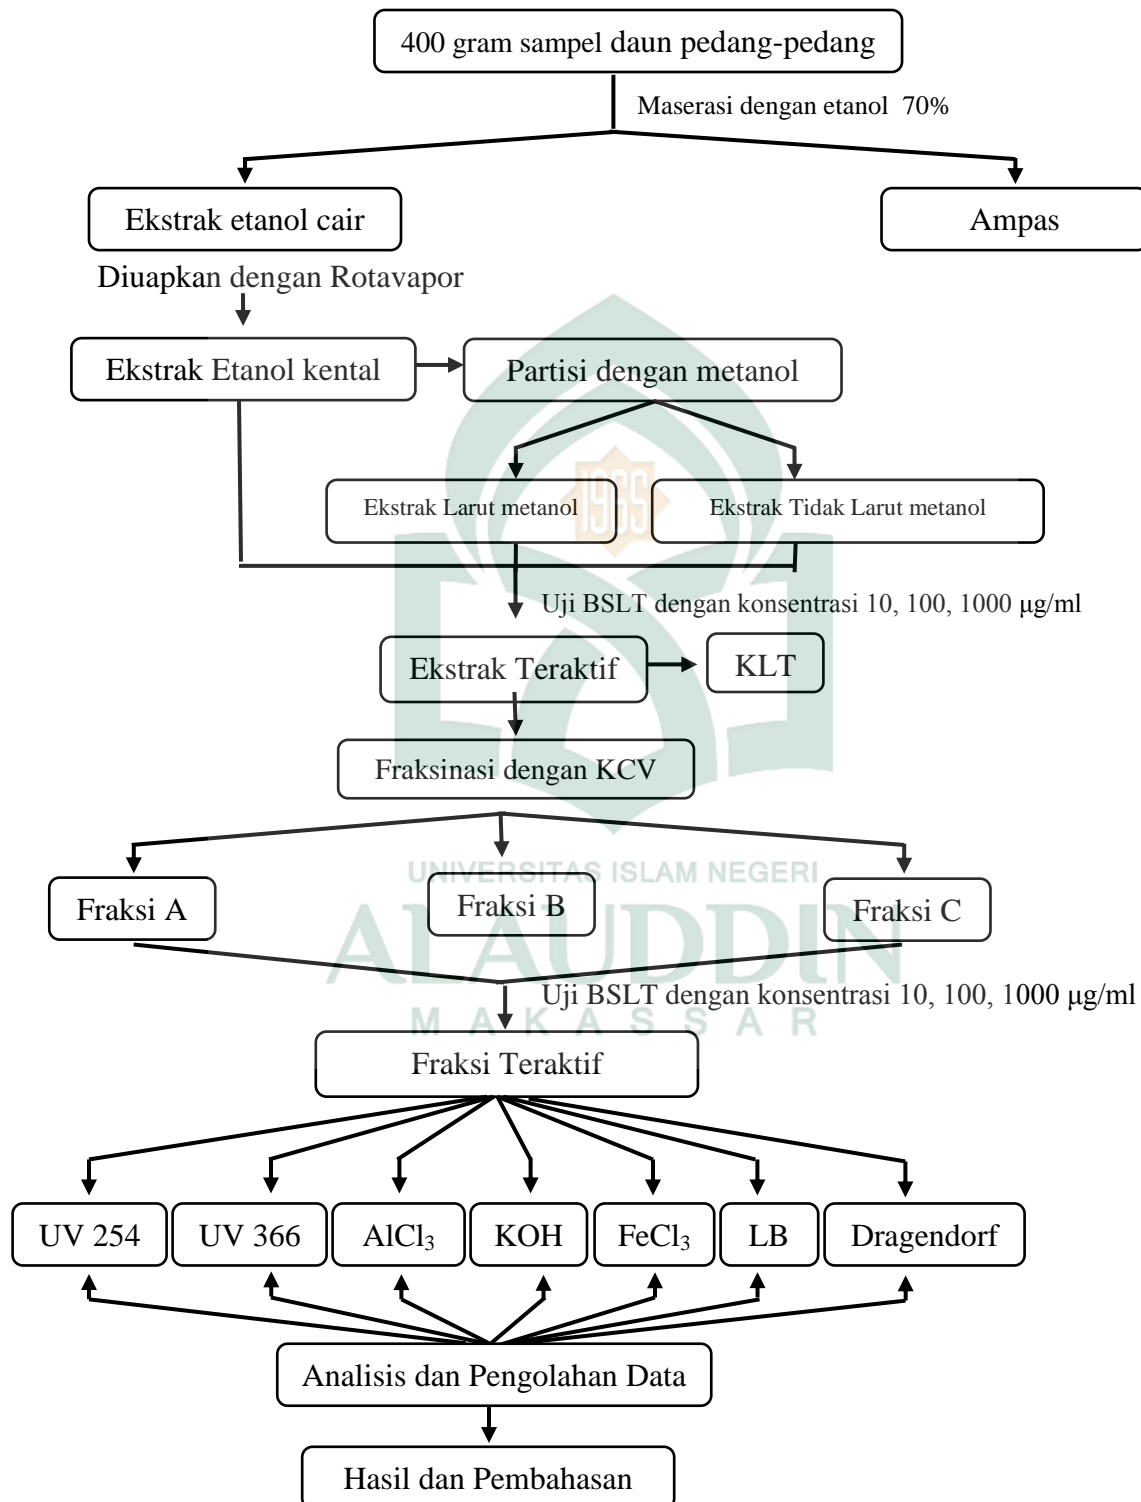 400 gram sampel daun pedang-pedang
Maserasi dengan etanol 70%
Ekstrak etanol cair
Ampas
Diuapkan dengan Rotavapor
Ekstrak Etanol kental
Partisi dengan metanol
1965
Ekstrak Larut metanol
Ekstrak Tidak Larut metanol
Uji BSLT dengan konsentrasi 10, 100, 1000 μg/ml
Ekstrak Teraktif
KLT
Fraksinasi dengan KCV
UNIVERSITAS ISLAM NEGERI
Fraksi A
Fraksi B
Fraksi C
ALAUDDIN
Uji BSLT dengan konsentrasi 10, 100, 1000 μg/ml
MAKASSAR
Fraksi Teraktif
UV 254
UV 366
AlCl₃
KOH
FeCl₃
LB
Dragendorf
Analisis dan Pengolahan Data
Hasil dan Pembahasan